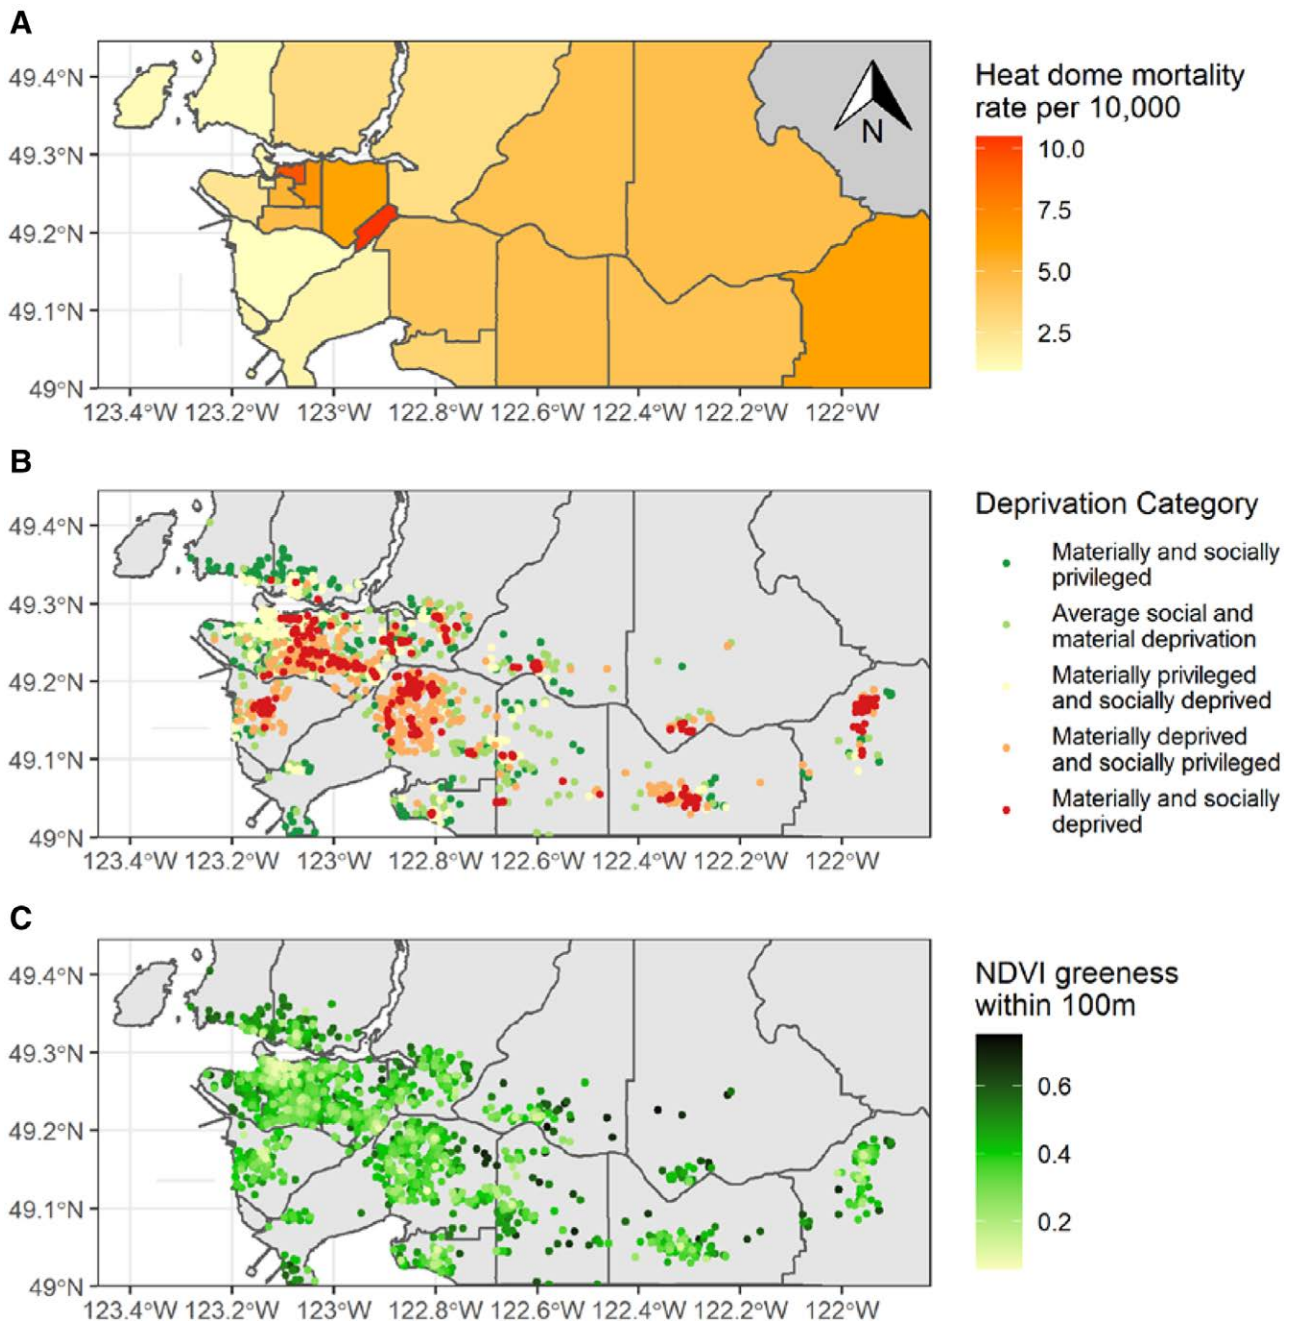 A
49.4°N
49.3°N
49.2°N
49.1°N
49°N
123.4°W 123.2°W 123°W 122.8°W 122.6°W 122.4°W 122.2°W 122°W
N
Heat dome mortality
rate per 10,000
10.0
7.5
5.0
2.5
B
49.4°N
49.3°N
49.2°N
49.1°N
49°N
123.4°W 123.2°W 123°W 122.8°W 122.6°W 122.4°W 122.2°W 122°W
Deprivation Category
Materially and socially
privileged
Average social and
material deprivation
Materially privileged
and socially deprived
Materially deprived
and socially privileged
Materially and socially
deprived
C
49.4°N
49.3°N
49.2°N
49.1°N
49°N
123.4°W 123.2°W 123°W 122.8°W 122.6°W 122.4°W 122.2°W 122°W
NDVI greeness
within 100m
0.6
0.4
0.2